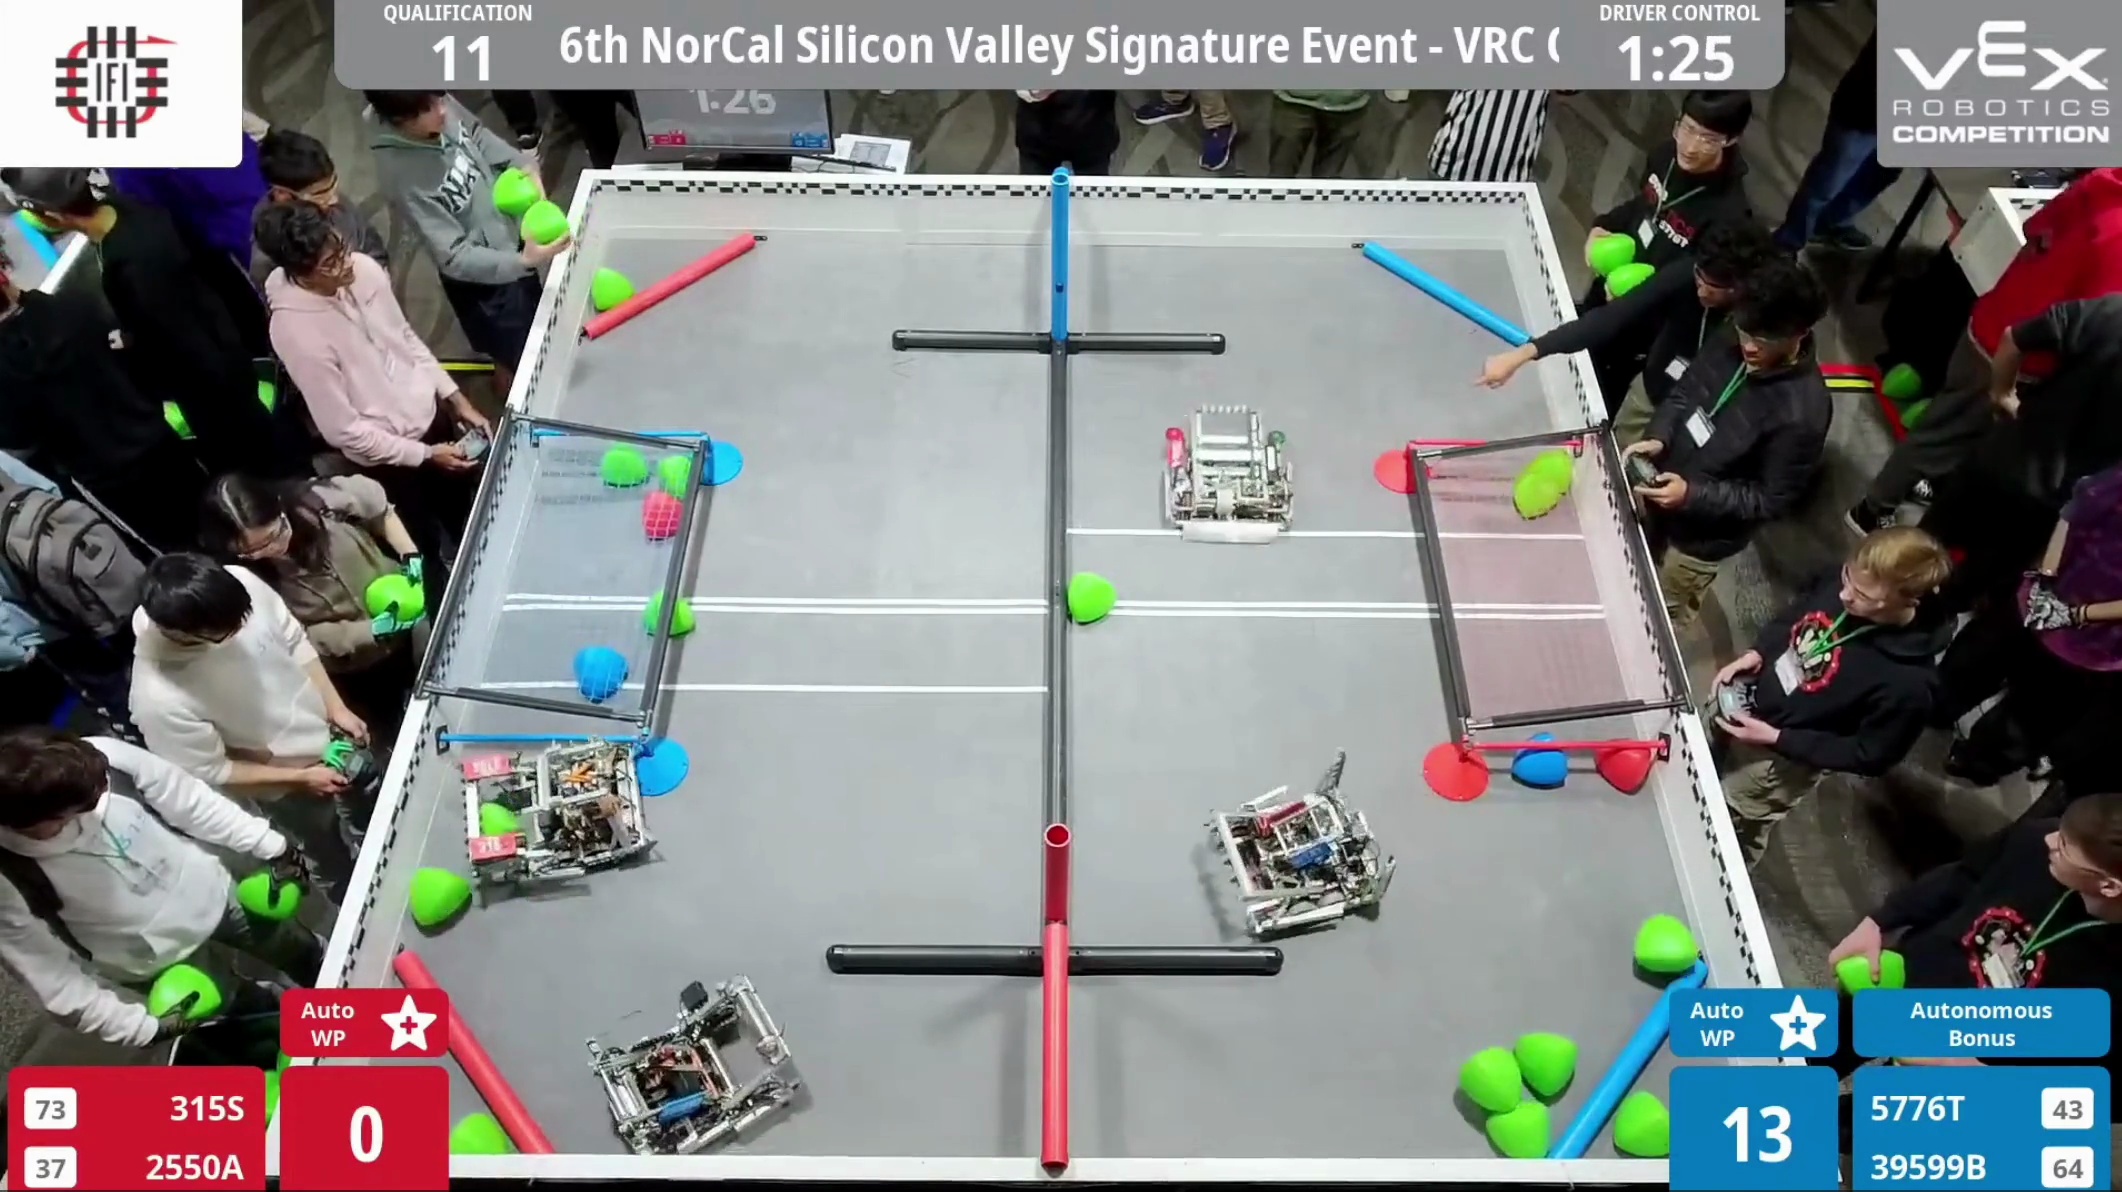 IFI
QUALIFICATION
11
6th NorCal Silicon Valley Signature Event - VRC
DRIVER CONTROL
1:25
VEX
ROBOTICS
COMPETITION
1:26
Auto
WP
73 315S
37 2550A
0
Auto
WP
13
Autonomous
Bonus
5776T 43
39599B 64